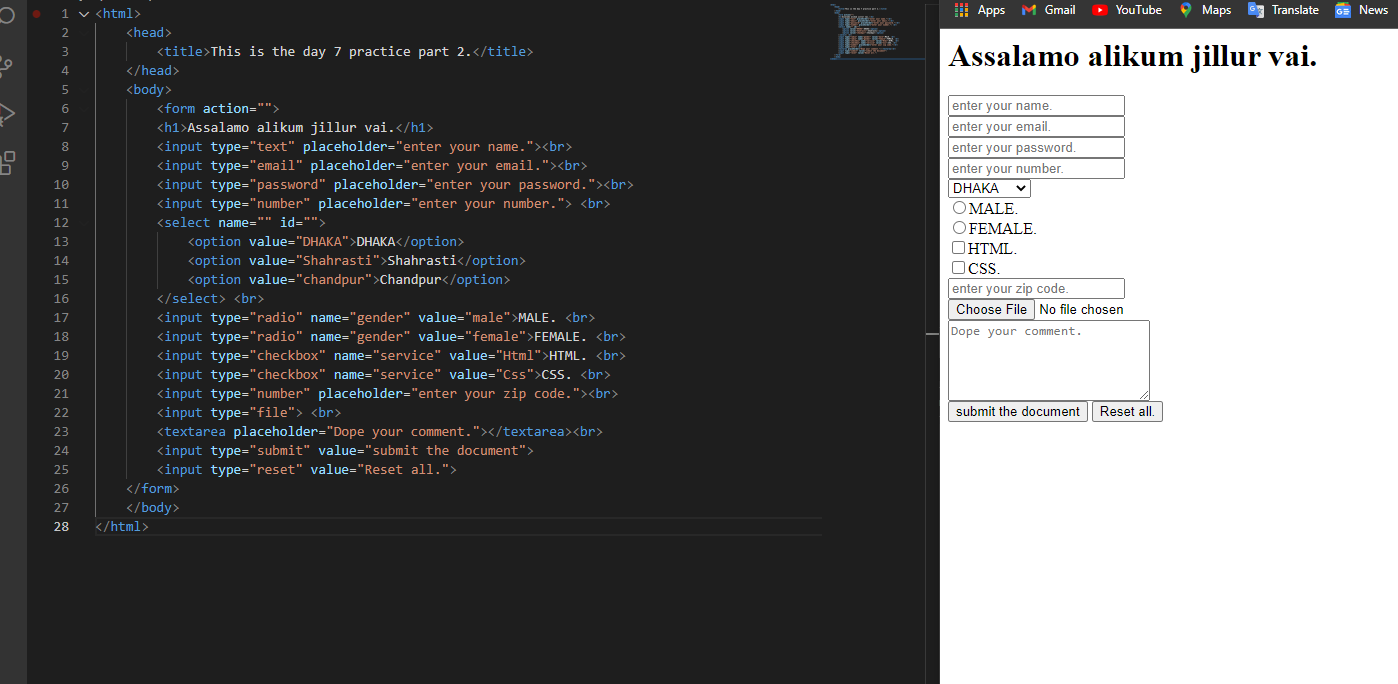 1 <html>
2 <head>
3 <title>This is the day 7 practice part 2.</title>
4 </head>
5 <body>
6 <form action="">
7 <h1>Assalamo alikum jillur vai.</h1>
8 <input type="text" placeholder="enter your name."><br>
9 <input type="email" placeholder="enter your email."><br>
10 <input type="password" placeholder="enter your password."><br>
11 <input type="number" placeholder="enter your number."> <br>
12 <select name="" id="">
13 <option value="DHAKA">DHAKA</option>
14 <option value="Shahrasti">Shahrasti</option>
15 <option value="chandpur">Chandpur</option>
16 </select> <br>
17 <input type="radio" name="gender" value="male">MALE. <br>
18 <input type="radio" name="gender" value="female">FEMALE. <br>
19 <input type="checkbox" name="service" value="Html">HTML. <br>
20 <input type="checkbox" name="service" value="Css">CSS. <br>
21 <input type="number" placeholder="enter your zip code."><br>
22 <input type="file"> <br>
23 <textarea placeholder="Dope your comment."></textarea><br>
24 <input type="submit" value="submit the document">
25 <input type="reset" value="Reset all.">
26 </form>
27 </body>
28 </html>
Apps Gmail YouTube Maps Translate News
Assalamo alikum jillur vai.
enter your name.
enter your email.
enter your password.
enter your number.
DHAKA
MALE.
FEMALE.
HTML.
CSS.
enter your zip code.
Choose File No file chosen
Dope your comment.
submit the document Reset all.